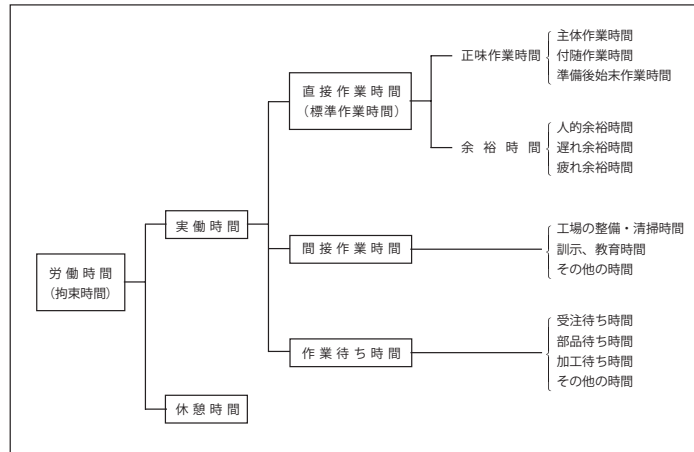 労働時間
(拘束時間)
実働時間
休憩時間
直接作業時間
(標準作業時間)
間接作業時間
作業待ち時間
正味作業時間
余裕時間
主体作業時間
付随作業時間
準備後始末作業時間
人的余裕時間
遅れ余裕時間
疲れ余裕時間
工場の整備・清掃時間
訓示、教育時間
その他の時間
受注待ち時間
部品待ち時間
加工待ち時間
その他の時間